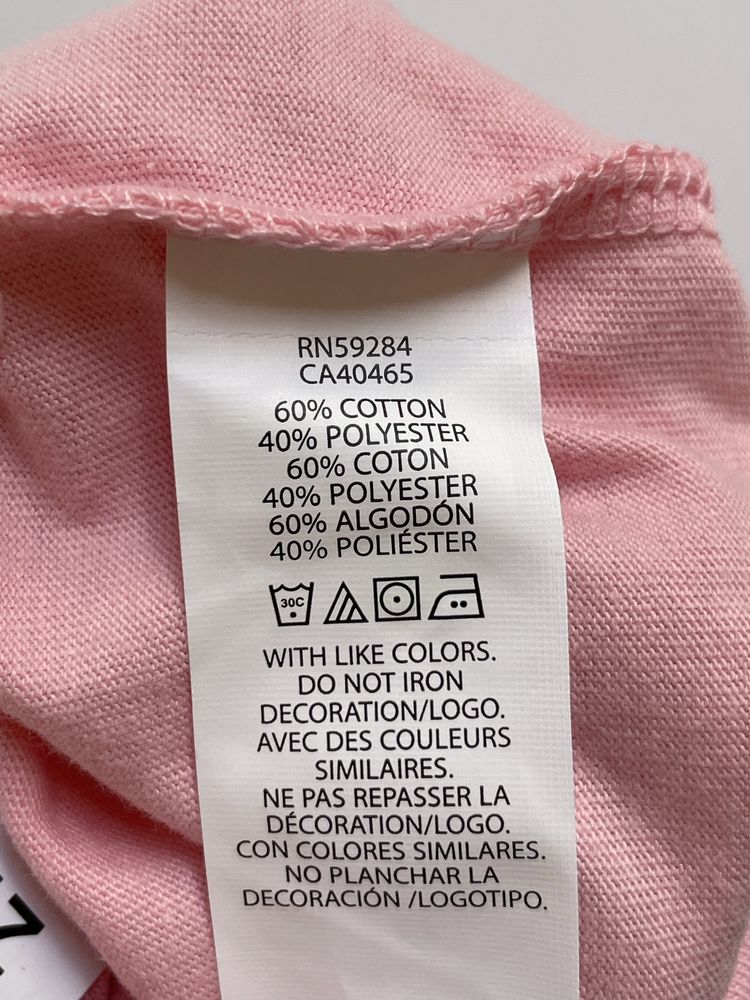 RN59284
CA40465
60% COTTON
40% POLYESTER
60% COTON
40% POLYESTER
60% ALGODÓN
40% POLIÉSTER
30C
WITH LIKE COLORS.
DO NOT IRON
DECORATION/LOGO.
AVEC DES COULEURS
SIMILAIRES.
NE PAS REPASSER LA
DÉCORATION/LOGO.
CON COLORES SIMILARES.
NO PLANCHAR LA
DECORACIÓN /LOGOTIPO.